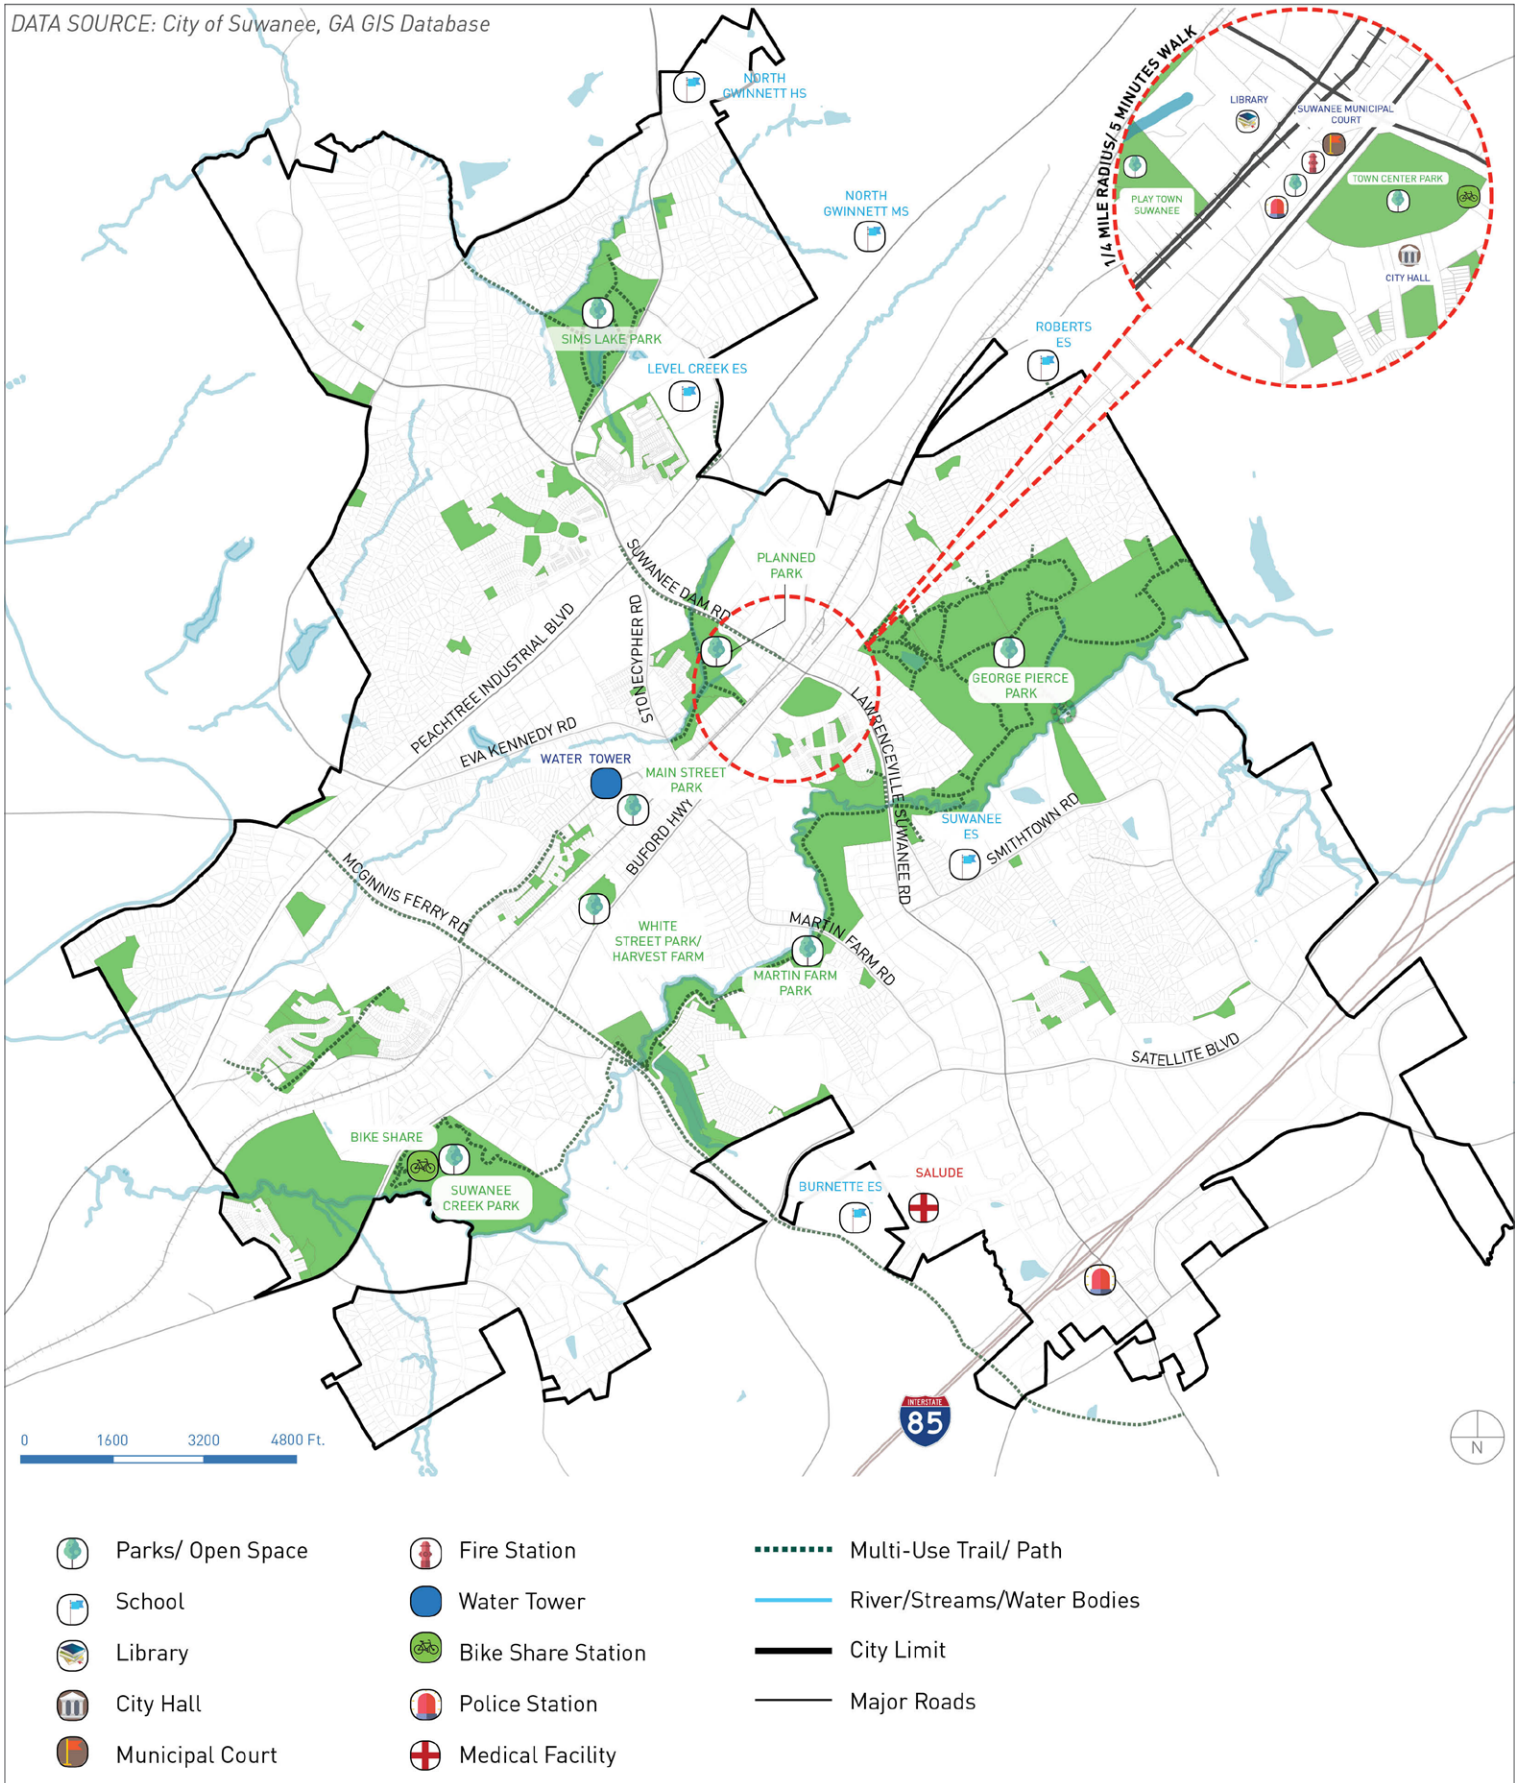 DATA SOURCE: City of Suwanee, GA GIS Database
NORTH
GWINNETT HS
NORTH
GWINNETT MS
ROBERTS
ES
1/4 MILE RADIUS/ 5 MINUTES WALK
LIBRARY
SUWANEE MUNICIPAL
COURT
PLAY TOWN
SUWANEE
TOWN CENTER PARK
CITY HALL
SIMS LAKE PARK
LEVEL CREEK ES
SUWANEE DAM RD
PLANNED
PARK
STONECYPHER RD
PEACHTREE INDUSTRIAL BLVD
EVA KENNEDY RD
GEORGE PIERCE
PARK
LAWRENCEVILLE SUWANEE RD
WATER TOWER
MAIN STREET
PARK
BUFORD HWY
SUWANEE
ES
SMITHTOWN RD
MCGINNIS FERRY RD
WHITE
STREET PARK/
HARVEST FARM
MARTIN FARM RD
MARTIN FARM
PARK
SATELLITE BLVD
BIKE SHARE
SUWANEE
CREEK PARK
BURNETTE ES
SALUDE
INTERSTATE
85
0 1600 3200 4800 Ft.
N
Parks/ Open Space
School
Library
City Hall
Municipal Court
Fire Station
Water Tower
Bike Share Station
Police Station
Medical Facility
Multi-Use Trail/ Path
River/Streams/Water Bodies
City Limit
Major Roads